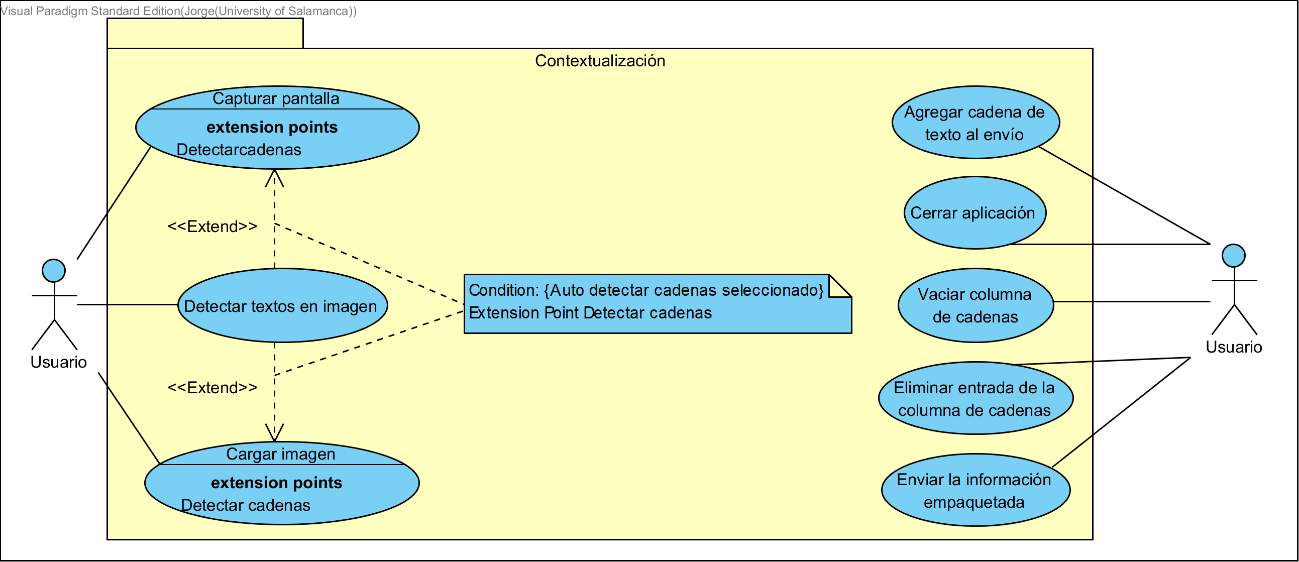 Visual Paradigm Standard Edition(Jorge(University of Salamanca))
Contextualización
Capturar pantalla
extension points
Detectarcadenas
<<Extend>>
Detectar textos en imagen
<<Extend>>
Cargar imagen
extension points
Detectar cadenas
Usuario
Condition: {Auto detectar cadenas seleccionado}
Extension Point Detectar cadenas
Agregar cadena de
texto al envío
Cerrar aplicación
Vaciar columna
de cadenas
Eliminar entrada de la
columna de cadenas
Enviar la información
empaquetada
Usuario